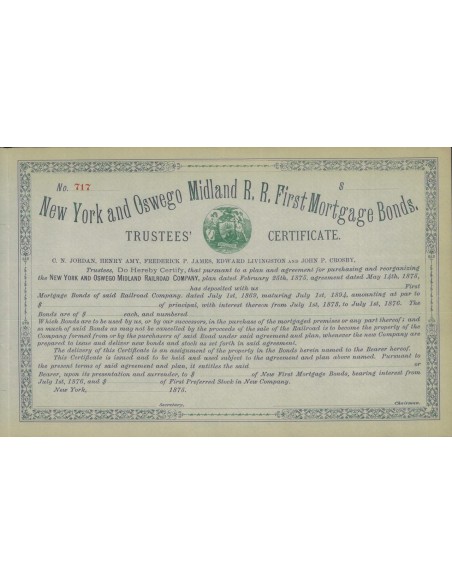 No. 717
$
New York and Oswego Midland R. R. First Mortgage Bonds.
TRUSTEES' CERTIFICATE.
C. N. JORDAN, HENRY AMY, FREDERICK P. JAMES, EDWARD LIVINGSTON AND JOHN P. CROSBY,
Trustees, Do Hereby Certify, that pursuant to a plan and agreement for purchasing and reorganizing
the NEW YORK AND OSWEGO MIDLAND RAILROAD COMPANY, plan dated February 25th, 1875, agreement dated May 14th, 1875,
has deposited with us First
Mortgage Bonds of said Railroad Company, dated July 1st, 1869, maturing July 1st, 1894, amounting at par to
$ of principal, with interest thereon from July 1st, 1873, to July 1st, 1876. The
Bonds are of $ each, and numbered
Which Bonds are to be used by us, or by our successors, in the purchase of the mortgaged premises or any part thereof; and
so much of said Bonds as may not be cancelled by the proceeds of the sale of the Railroad is to become the property of the
Company formed from or by the purchasers of said Road under said agreement and plan, whenever the new Company are
prepared to issue and deliver new bonds and stock as set forth in said agreement.
The delivery of this Certificate is an assignment of the property in the Bonds herein named to the Bearer hereof.
This Certificate is issued and to be held and used subject to the agreement and plan above named. Pursuant to
the present terms of said agreement and plan, it entitles the said or
Bearer, upon its presentation and surrender, to $ of New First Mortgage Bonds, bearing interest from
July 1st, 1876, and $ of First Preferred Stock in New Company.
New York, 1875.
Secretary. Chairman.